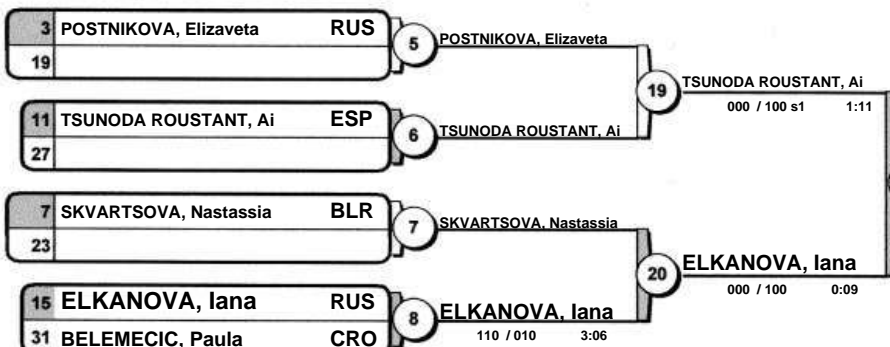 3 POSTNIKOVA, Elizaveta RUS
19
5
POSTNIKOVA, Elizaveta
19
TSUNODA ROUSTANT, Ai
000 / 100 s1 1:11
11 TSUNODA ROUSTANT, Ai ESP
27
6
TSUNODA ROUSTANT, Ai
7 SKVARTSOVA, Nastassia BLR
23
7
SKVARTSOVA, Nastassia
20
ELKANOVA, Iana
000 / 100 0:09
15 ELKANOVA, Iana RUS
31 BELEMECIC, Paula CRO
8
ELKANOVA, Iana
110 / 010 3:06